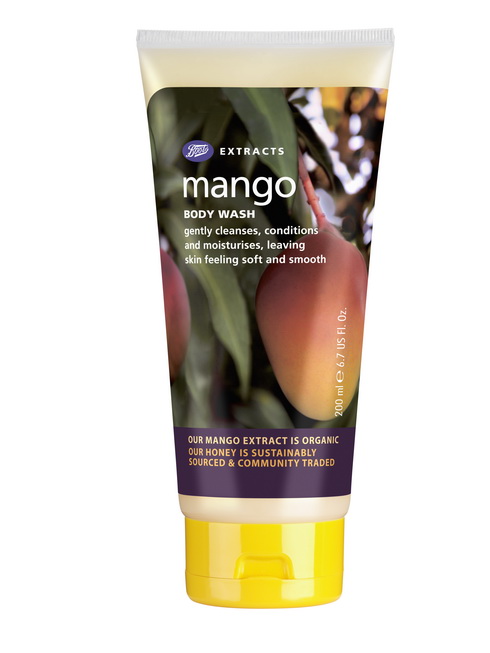 Boots EXTRACTS
mango
BODY WASH
gently cleanses, conditions
and moisturises, leaving
skin feeling soft and smooth
200 ml ℮ 6.7 US Fl. Oz.
OUR MANGO EXTRACT IS ORGANIC
OUR HONEY IS SUSTAINABLY
SOURCED & COMMUNITY TRADED